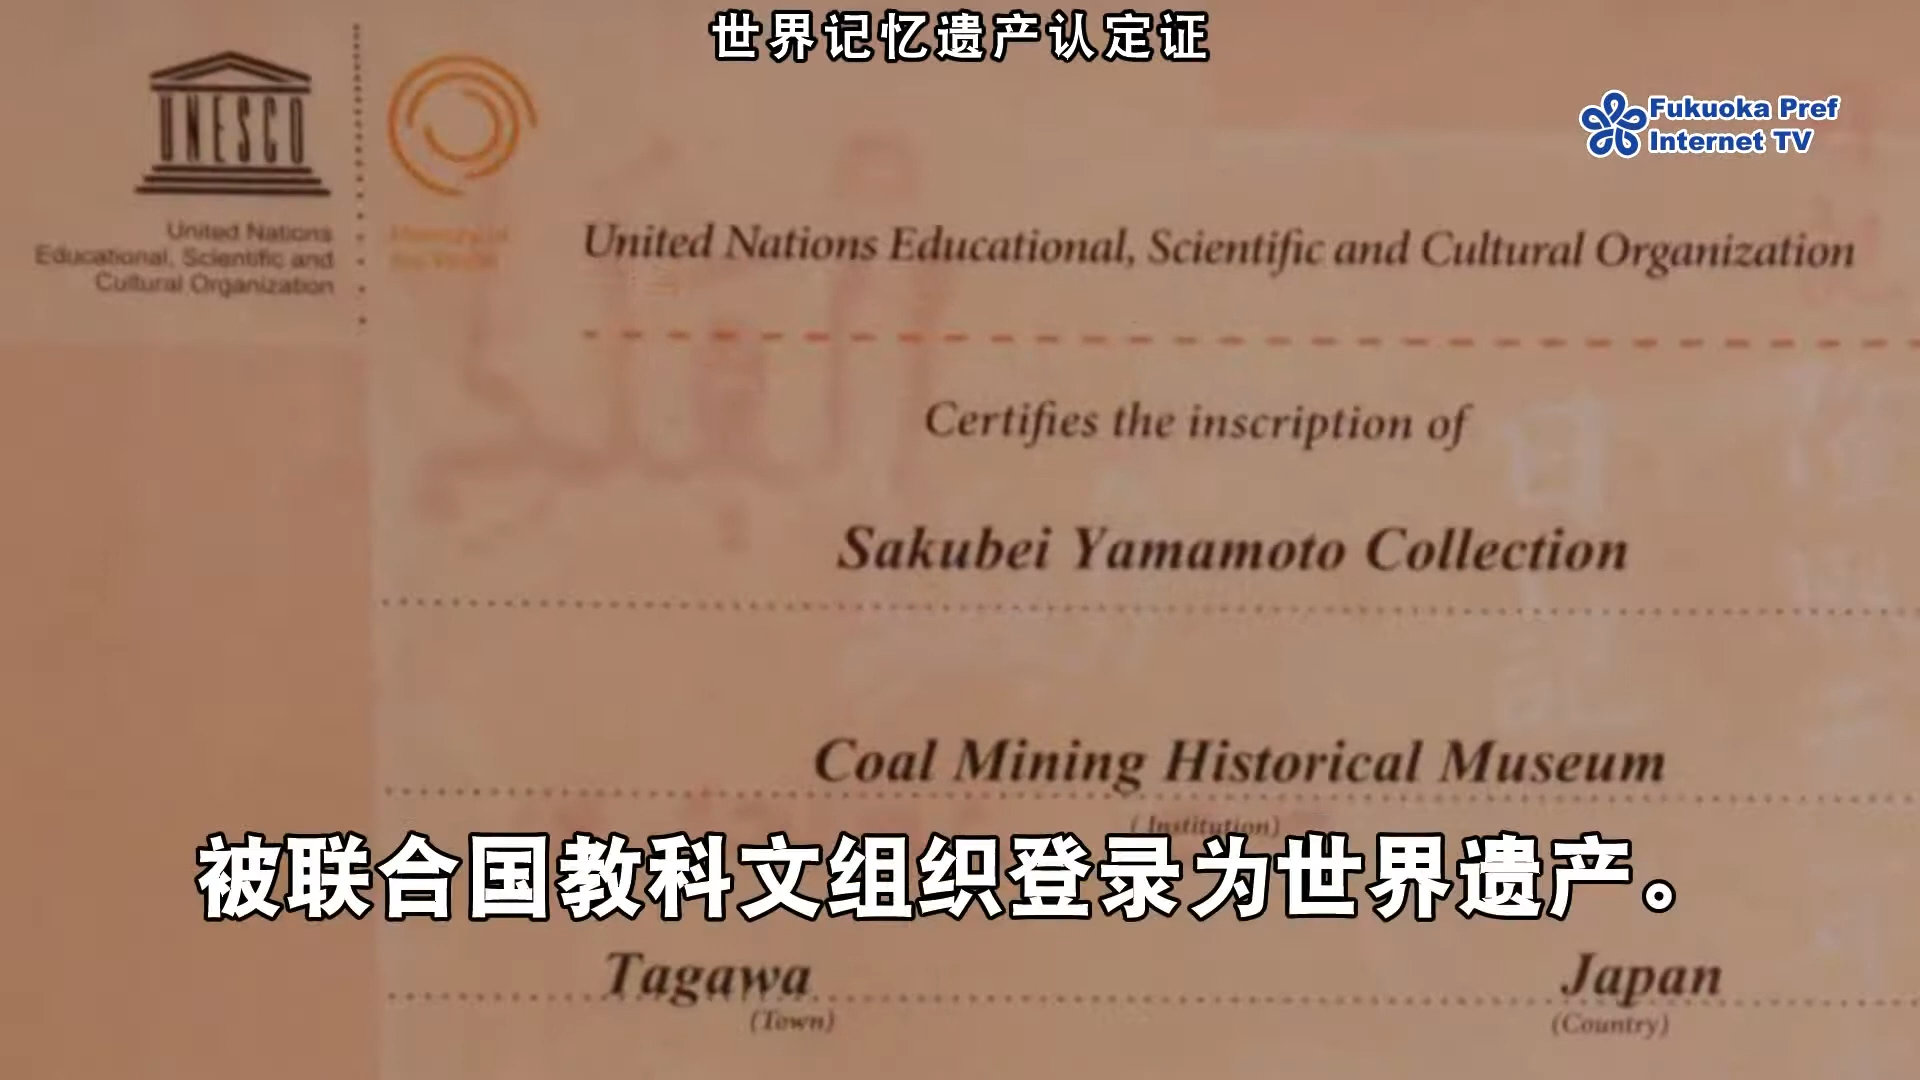 世界记忆遗产认定证
Fukuoka Pref
Internet TV
UNESCO
United Nations
Educational, Scientific and
Cultural Organization
United Nations Educational, Scientific and Cultural Organization
Certifies the inscription of
Sakubei Yamamoto Collection
Coal Mining Historical Museum
(Institution)
被联合国教科文组织登录为世界遗产。
Tagawa
Japan
(Town)
(Country)